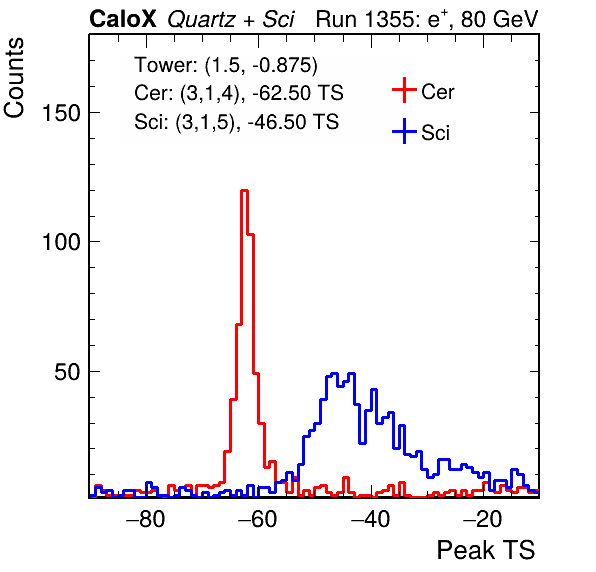 CaloX Quartz + Sci Run 1355: e⁺, 80 GeV
Counts
Tower: (1.5, -0.875)
Cer: (3,1,4), -62.50 TS
Sci: (3,1,5), -46.50 TS
Cer
Sci
150
100
50
−80 −60 −40 −20
Peak TS